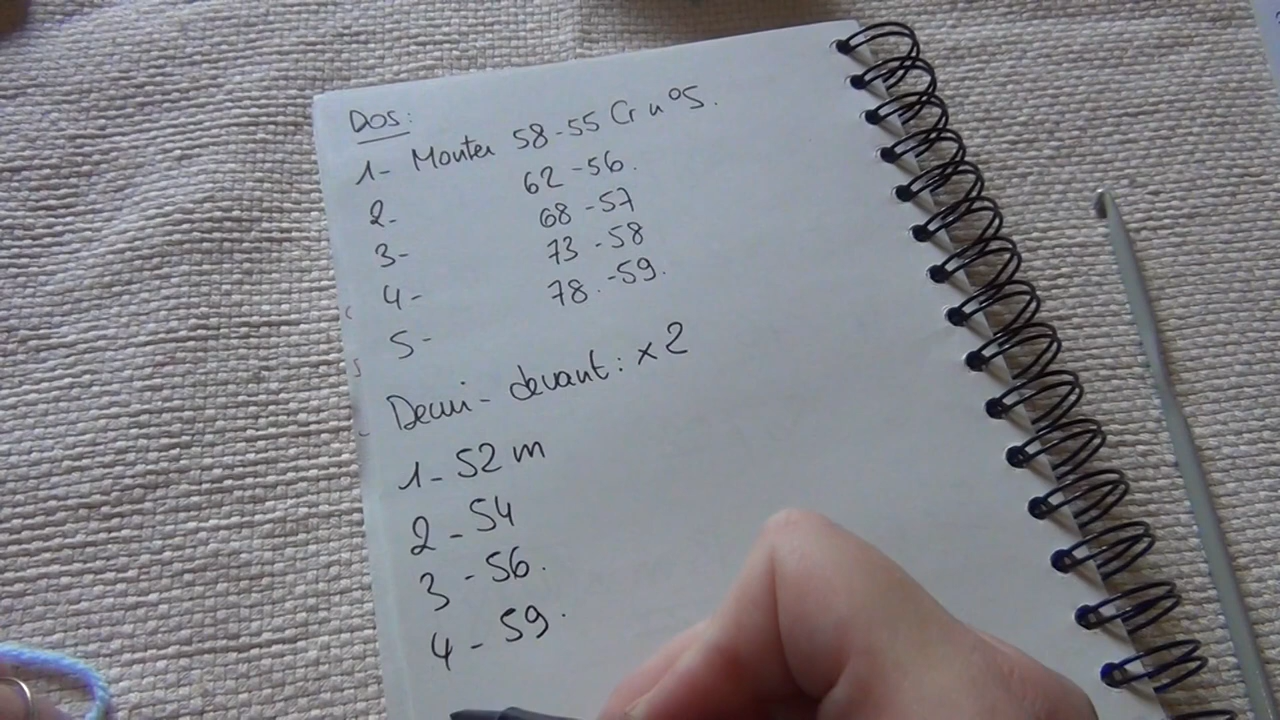 Dos:
1- Monter 58-55 Cr n°5.
2- 62-56.
3- 68-57
4- 73-58
5- 78.-59.
Demi-devant: x2
1- 52 m
2- 54
3- 56.
4- 59.